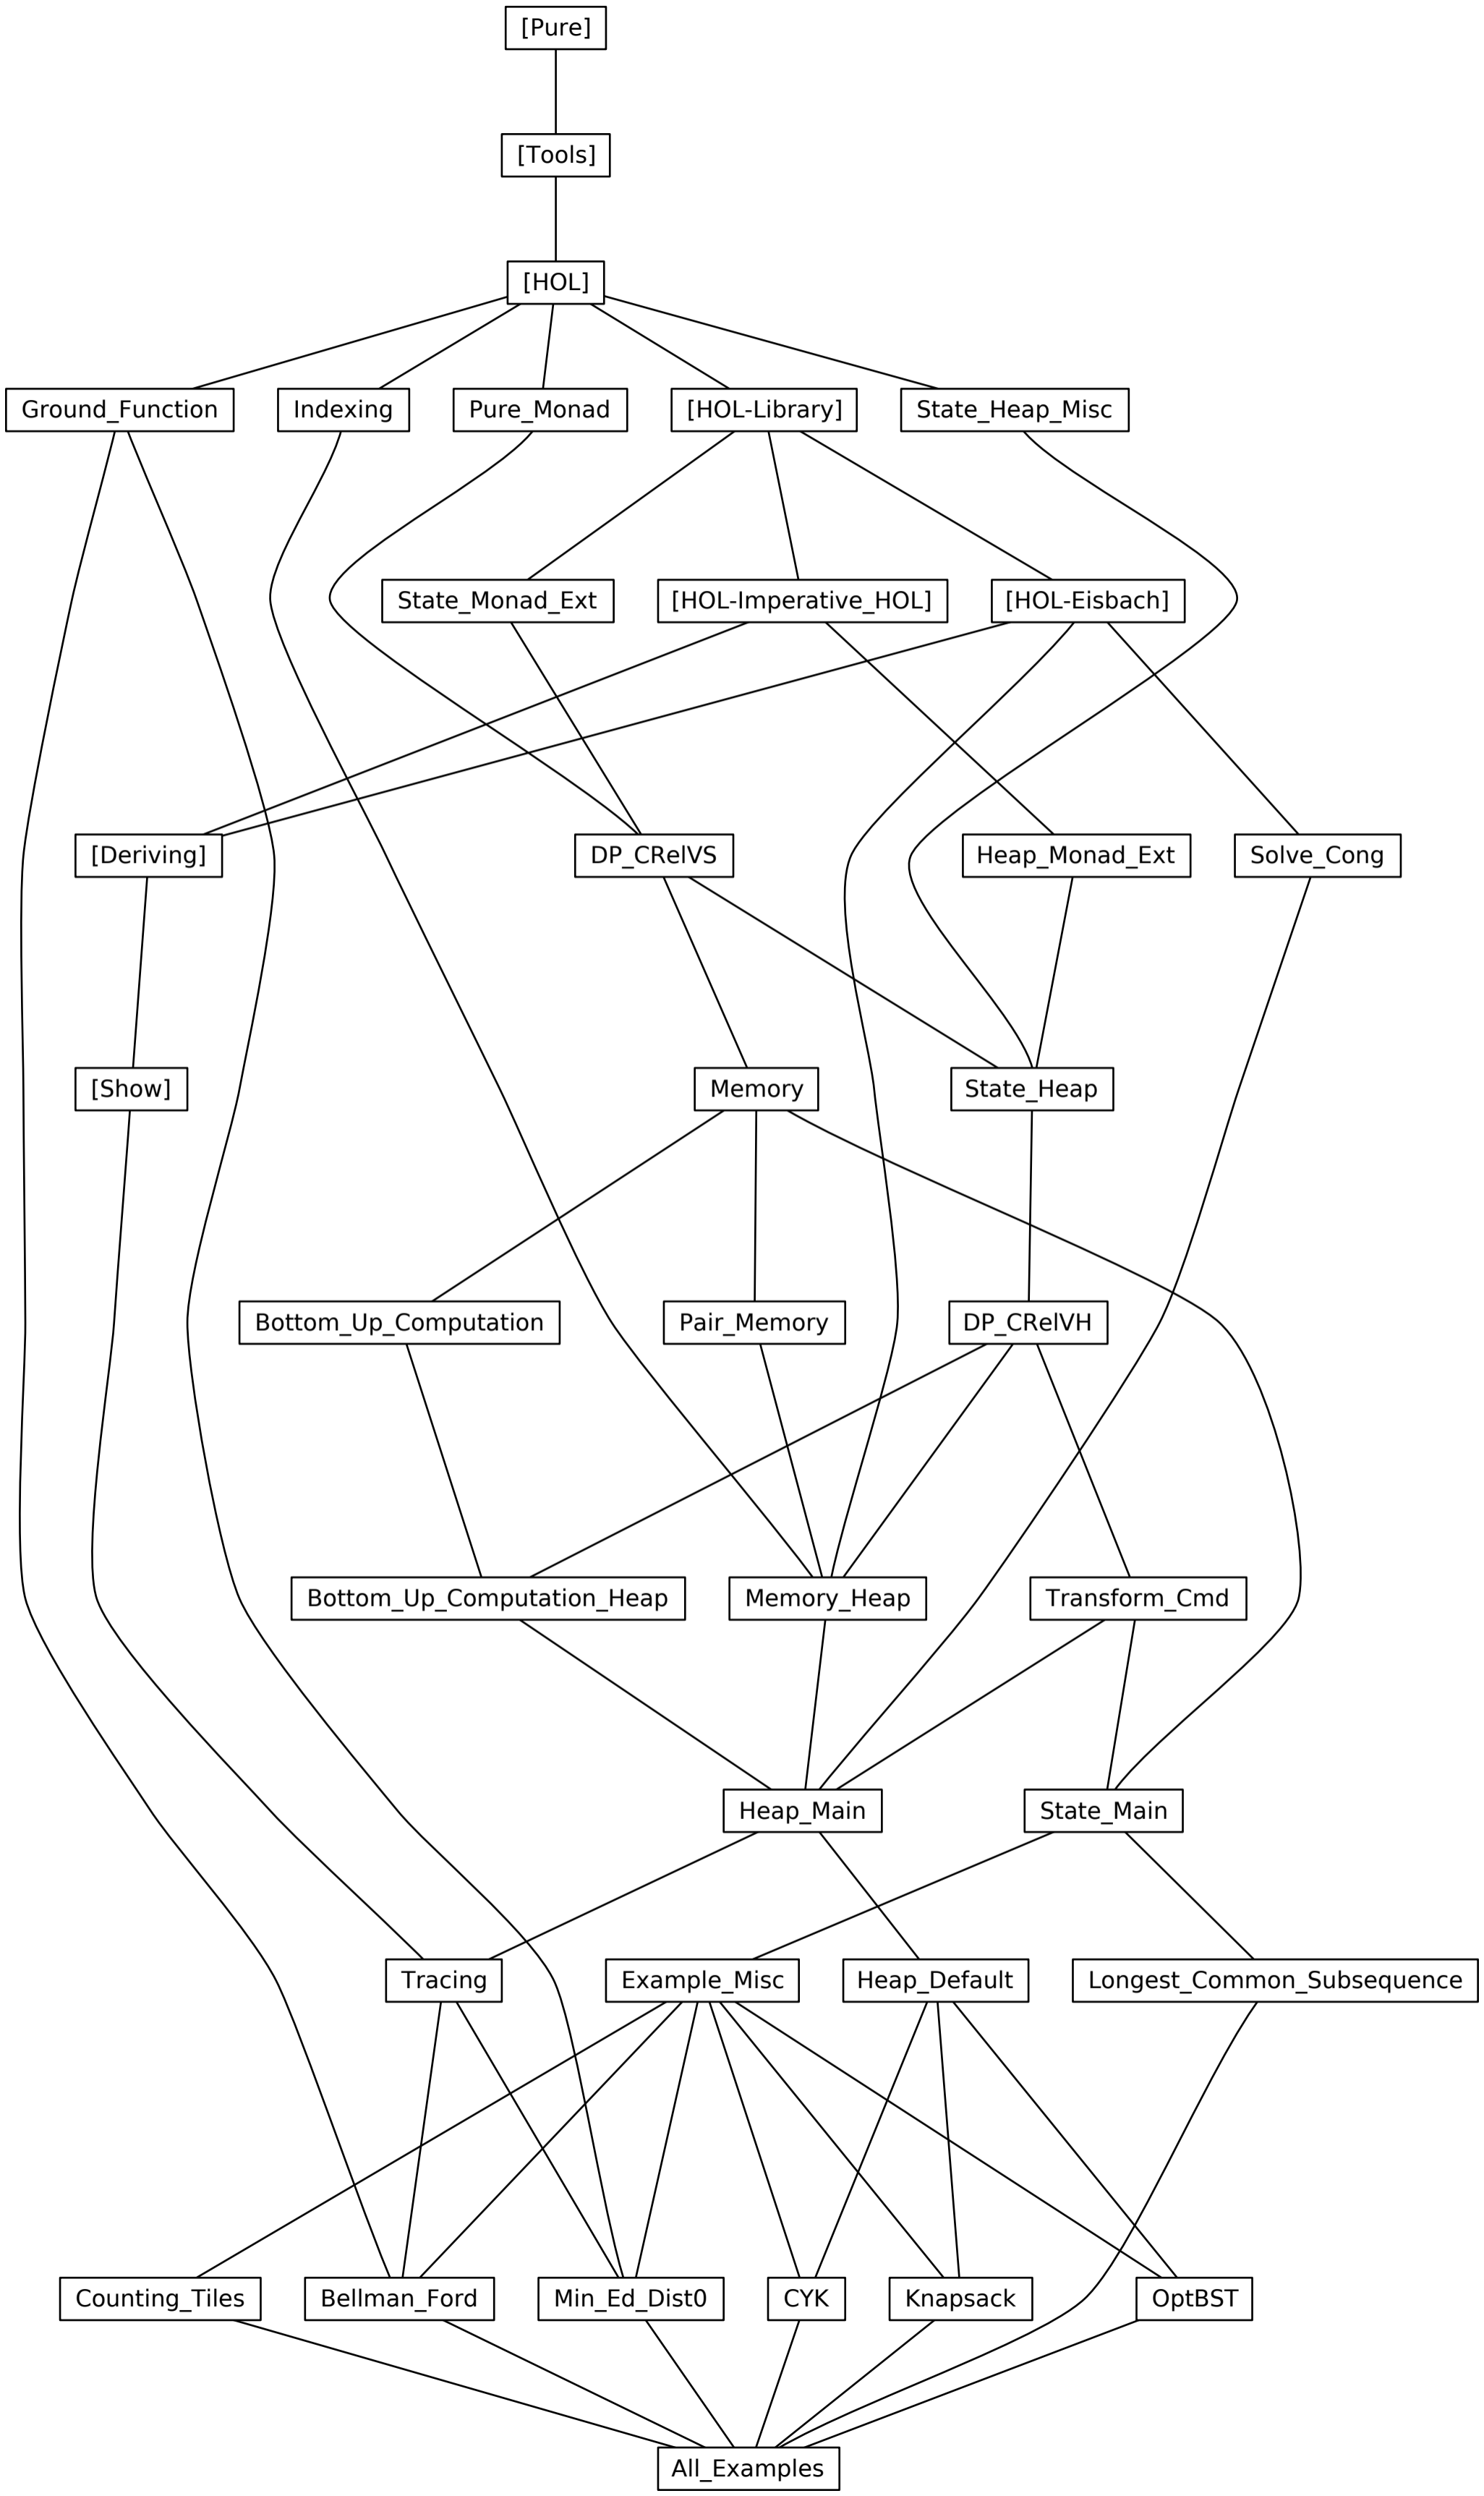 [Pure]
[Tools]
[HOL]
Ground_Function
Indexing
Pure_Monad
[HOL-Library]
State_Heap_Misc
State_Monad_Ext
[HOL-Imperative_HOL]
[HOL-Eisbach]
[Deriving]
DP_CRelVS
Heap_Monad_Ext
Solve_Cong
[Show]
Memory
State_Heap
Bottom_Up_Computation
Pair_Memory
DP_CRelVH
Bottom_Up_Computation_Heap
Memory_Heap
Transform_Cmd
Heap_Main
State_Main
Tracing
Example_Misc
Heap_Default
Longest_Common_Subsequence
Counting_Tiles
Bellman_Ford
Min_Ed_Dist0
CYK
Knapsack
OptBST
All_Examples